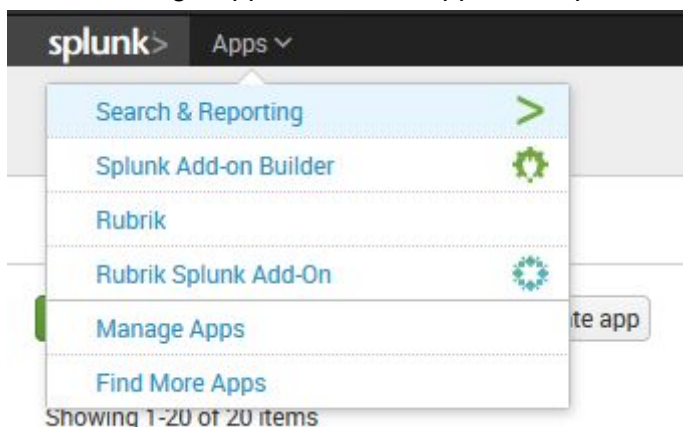 splunk> Apps
Search & Reporting
Splunk Add-on Builder
Rubrik
Rubrik Splunk Add-On
Manage Apps
te app
Find More Apps
Showing 1-20 of 20 items